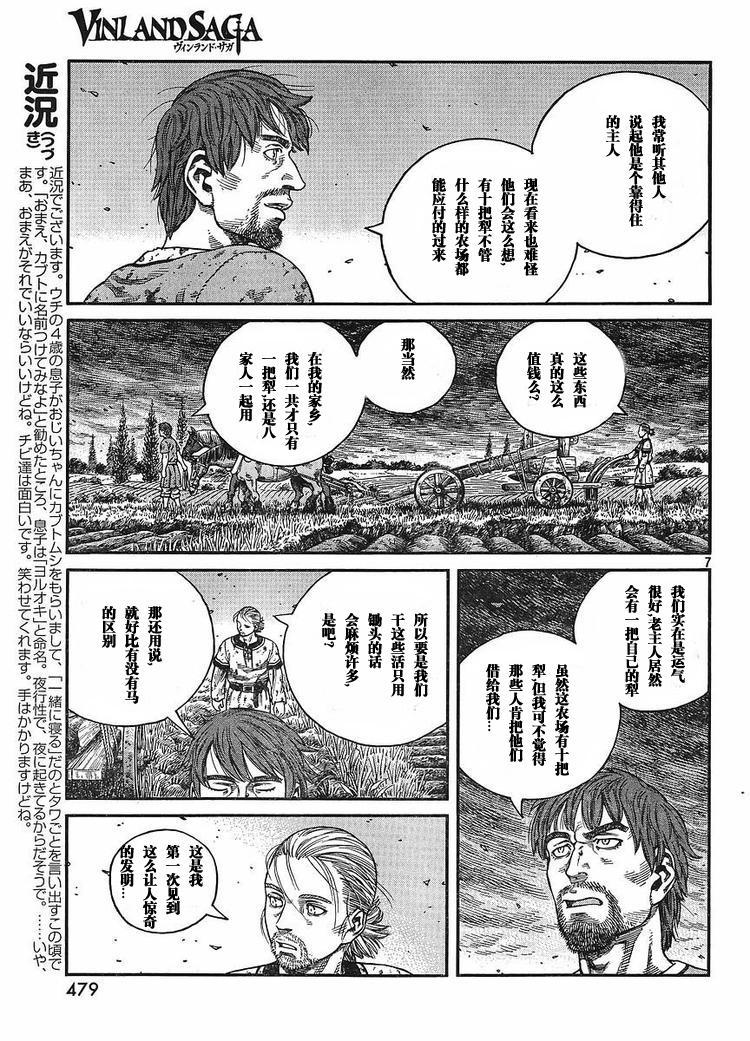 VINLAND SAGA
ヴィンランド・サガ
近況
(つづき)
近況でございます。ウチの4歳の息子がおじいちゃんにカブトムシをもらいまして、「一緒に寝る」だのとタワごとを言い出すこの頃で
す。「おまえ、カブトに名前つけてみなよ」と勧めたところ、息子は「ヨルオキ」と命名。夜行性で、夜に起きてるからだそうで。……いや、
まあ、おまえがそれでいいならいいけどね。チビ達は面白いです。笑わせてくれます。手はかかりますけどね。
我常听其他人
说起他是个靠得住
的主人
现在看来也难怪
他们会这么想,
有十把犁不管
什么样的农场都
能应付的过来
这些东西
真的这么
值钱么?
那当然
在我的家乡,
我们一共才只有
一把犁,还是八
家人一起用
7
我们实在是运气
很好,老主人居然
会有一把自己的犁
虽然这农场有十把
犁,但我可不觉得
那些人肯把他们
借给我们…
所以要是我们
干这些活只用
锄头的话
会麻烦许多,
是吧?
那还用说,
就好比有没有马
的区别
这是我
第一次见到
这么让人惊奇
的发明…
479